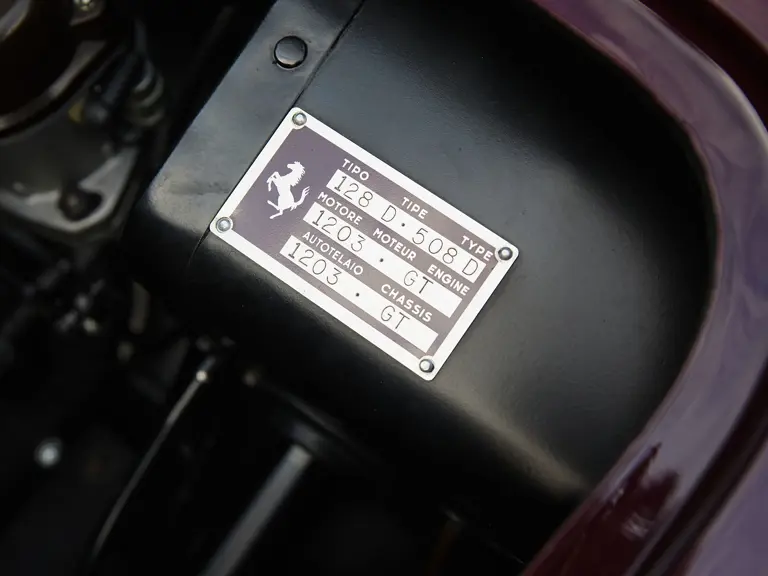 TIPO TIPE TYPE
128 D · 508 D
MOTORE MOTEUR ENGINE
1203 · GT
AUTOTELAIO CHASSIS
1203 · GT